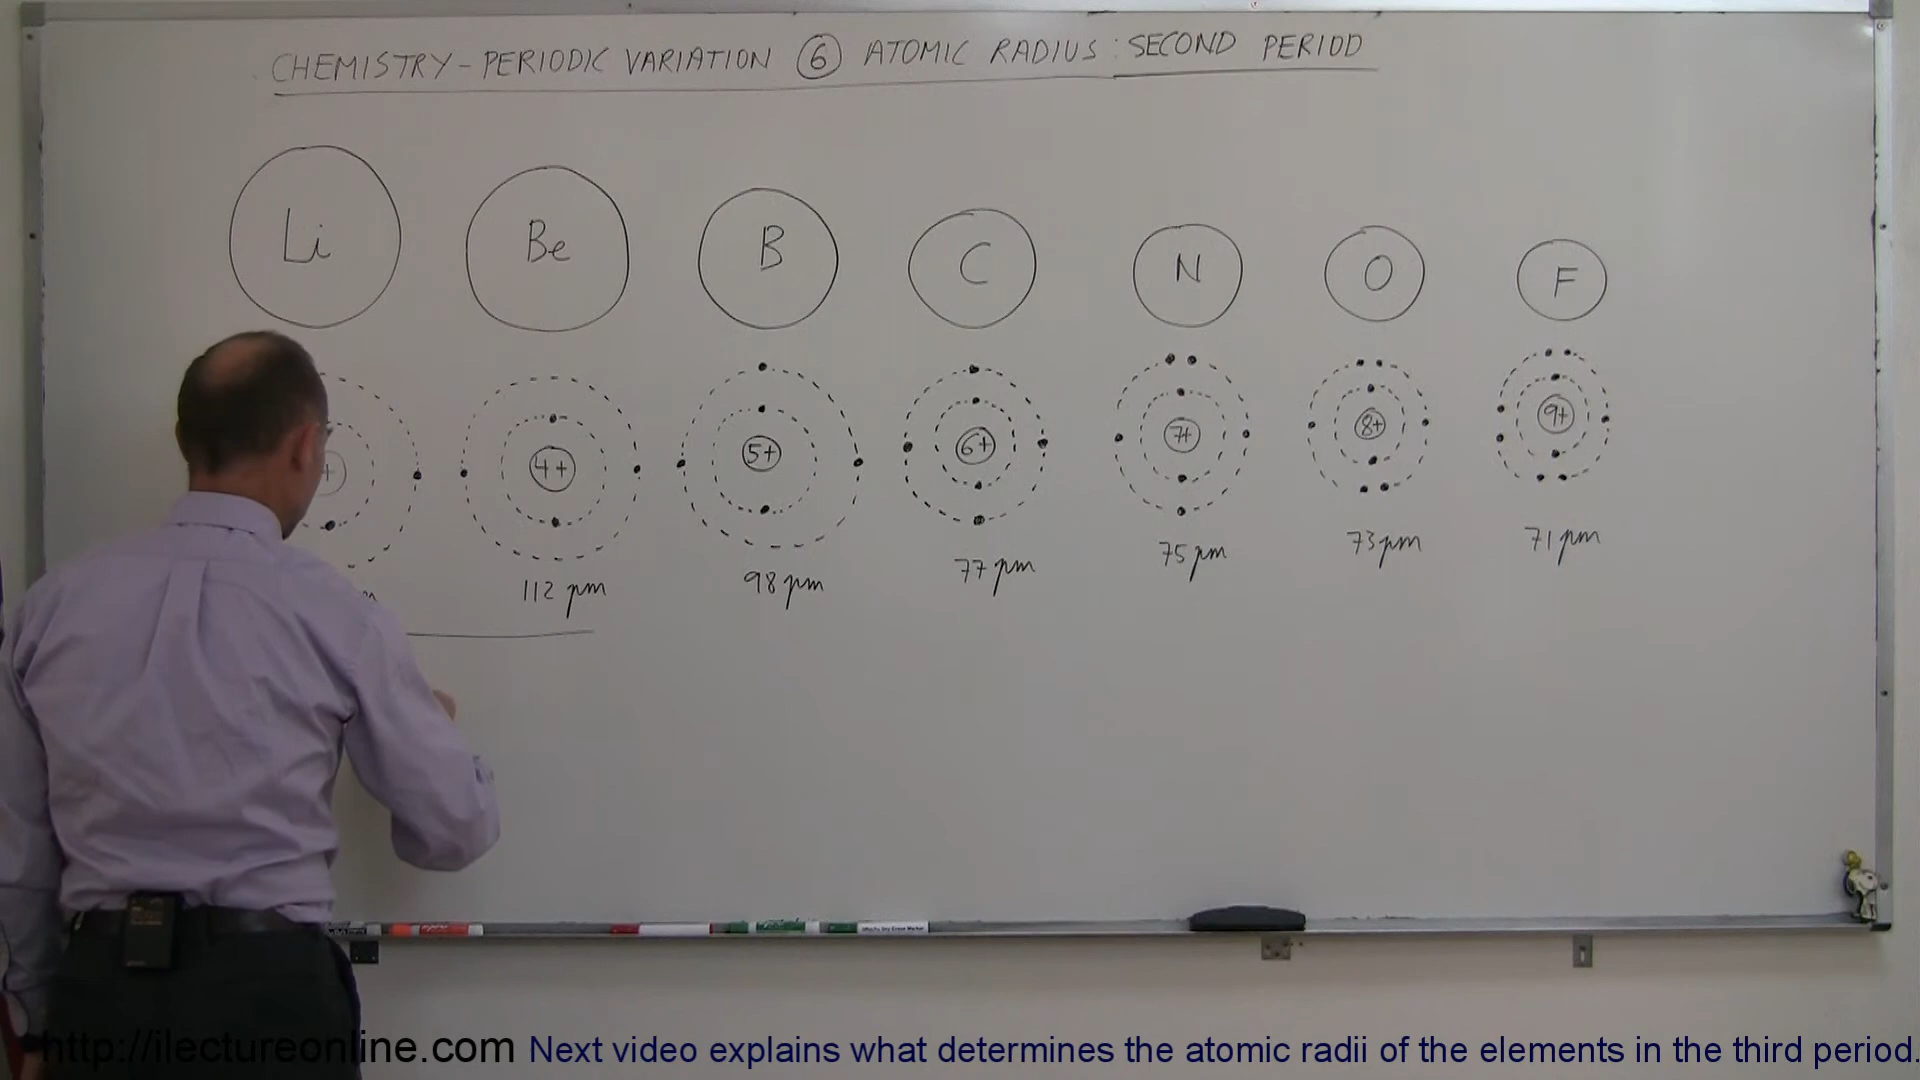 CHEMISTRY - PERIODIC VARIATION ⑥ ATOMIC RADIUS : SECOND PERIOD
Li Be B C N O F
+ 4+ 5+ 6+ 7+ 8+ 9+
112 pm 98 pm 77 pm 75 pm 73 pm 71 pm
http://ilectureonline.com Next video explains what determines the atomic radii of the elements in the third period.